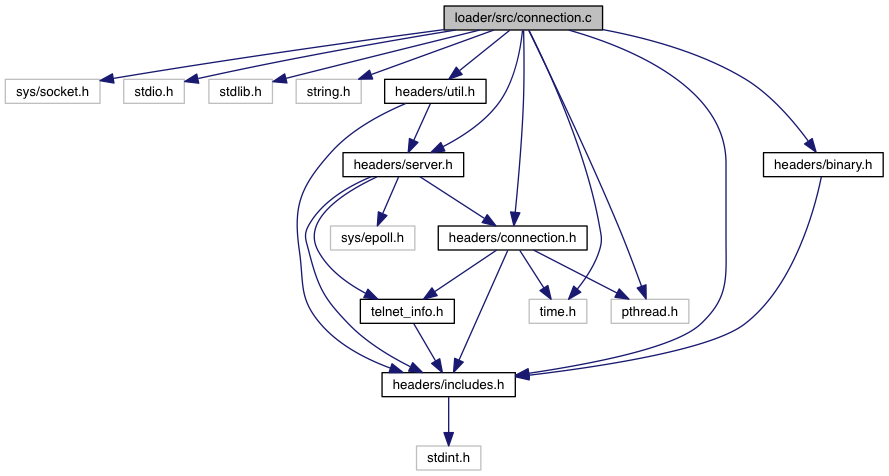 loader/src/connection.c
sys/socket.h
stdio.h
stdlib.h
string.h
headers/util.h
headers/server.h
headers/binary.h
sys/epoll.h
headers/connection.h
telnet_info.h
time.h
pthread.h
headers/includes.h
stdint.h